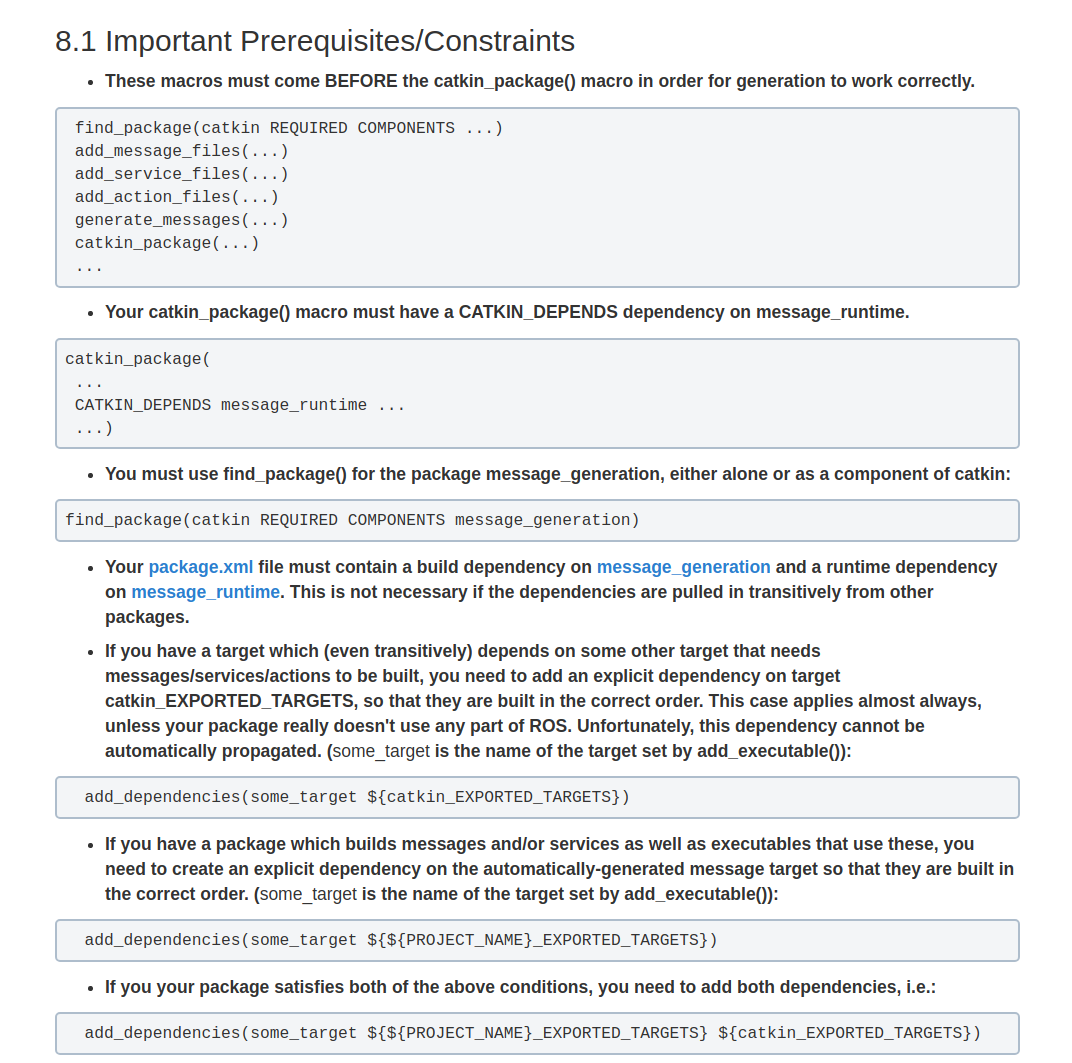 8.1 Important Prerequisites/Constraints
• These macros must come BEFORE the catkin_package() macro in order for generation to work correctly.
find_package(catkin REQUIRED COMPONENTS ...)
add_message_files(...)
add_service_files(...)
add_action_files(...)
generate_messages(...)
catkin_package(...)
...
• Your catkin_package() macro must have a CATKIN_DEPENDS dependency on message_runtime.
catkin_package(
...
CATKIN_DEPENDS message_runtime ...
...)
• You must use find_package() for the package message_generation, either alone or as a component of catkin:
find_package(catkin REQUIRED COMPONENTS message_generation)
• Your package.xml file must contain a build dependency on message_generation and a runtime dependency
on message_runtime. This is not necessary if the dependencies are pulled in transitively from other
packages.
• If you have a target which (even transitively) depends on some other target that needs
messages/services/actions to be built, you need to add an explicit dependency on target
catkin_EXPORTED_TARGETS, so that they are built in the correct order. This case applies almost always,
unless your package really doesn't use any part of ROS. Unfortunately, this dependency cannot be
automatically propagated. (some_target is the name of the target set by add_executable()):
add_dependencies(some_target ${catkin_EXPORTED_TARGETS})
• If you have a package which builds messages and/or services as well as executables that use these, you
need to create an explicit dependency on the automatically-generated message target so that they are built in
the correct order. (some_target is the name of the target set by add_executable()):
add_dependencies(some_target ${${PROJECT_NAME}_EXPORTED_TARGETS})
• If you your package satisfies both of the above conditions, you need to add both dependencies, i.e.:
add_dependencies(some_target ${${PROJECT_NAME}_EXPORTED_TARGETS} ${catkin_EXPORTED_TARGETS})